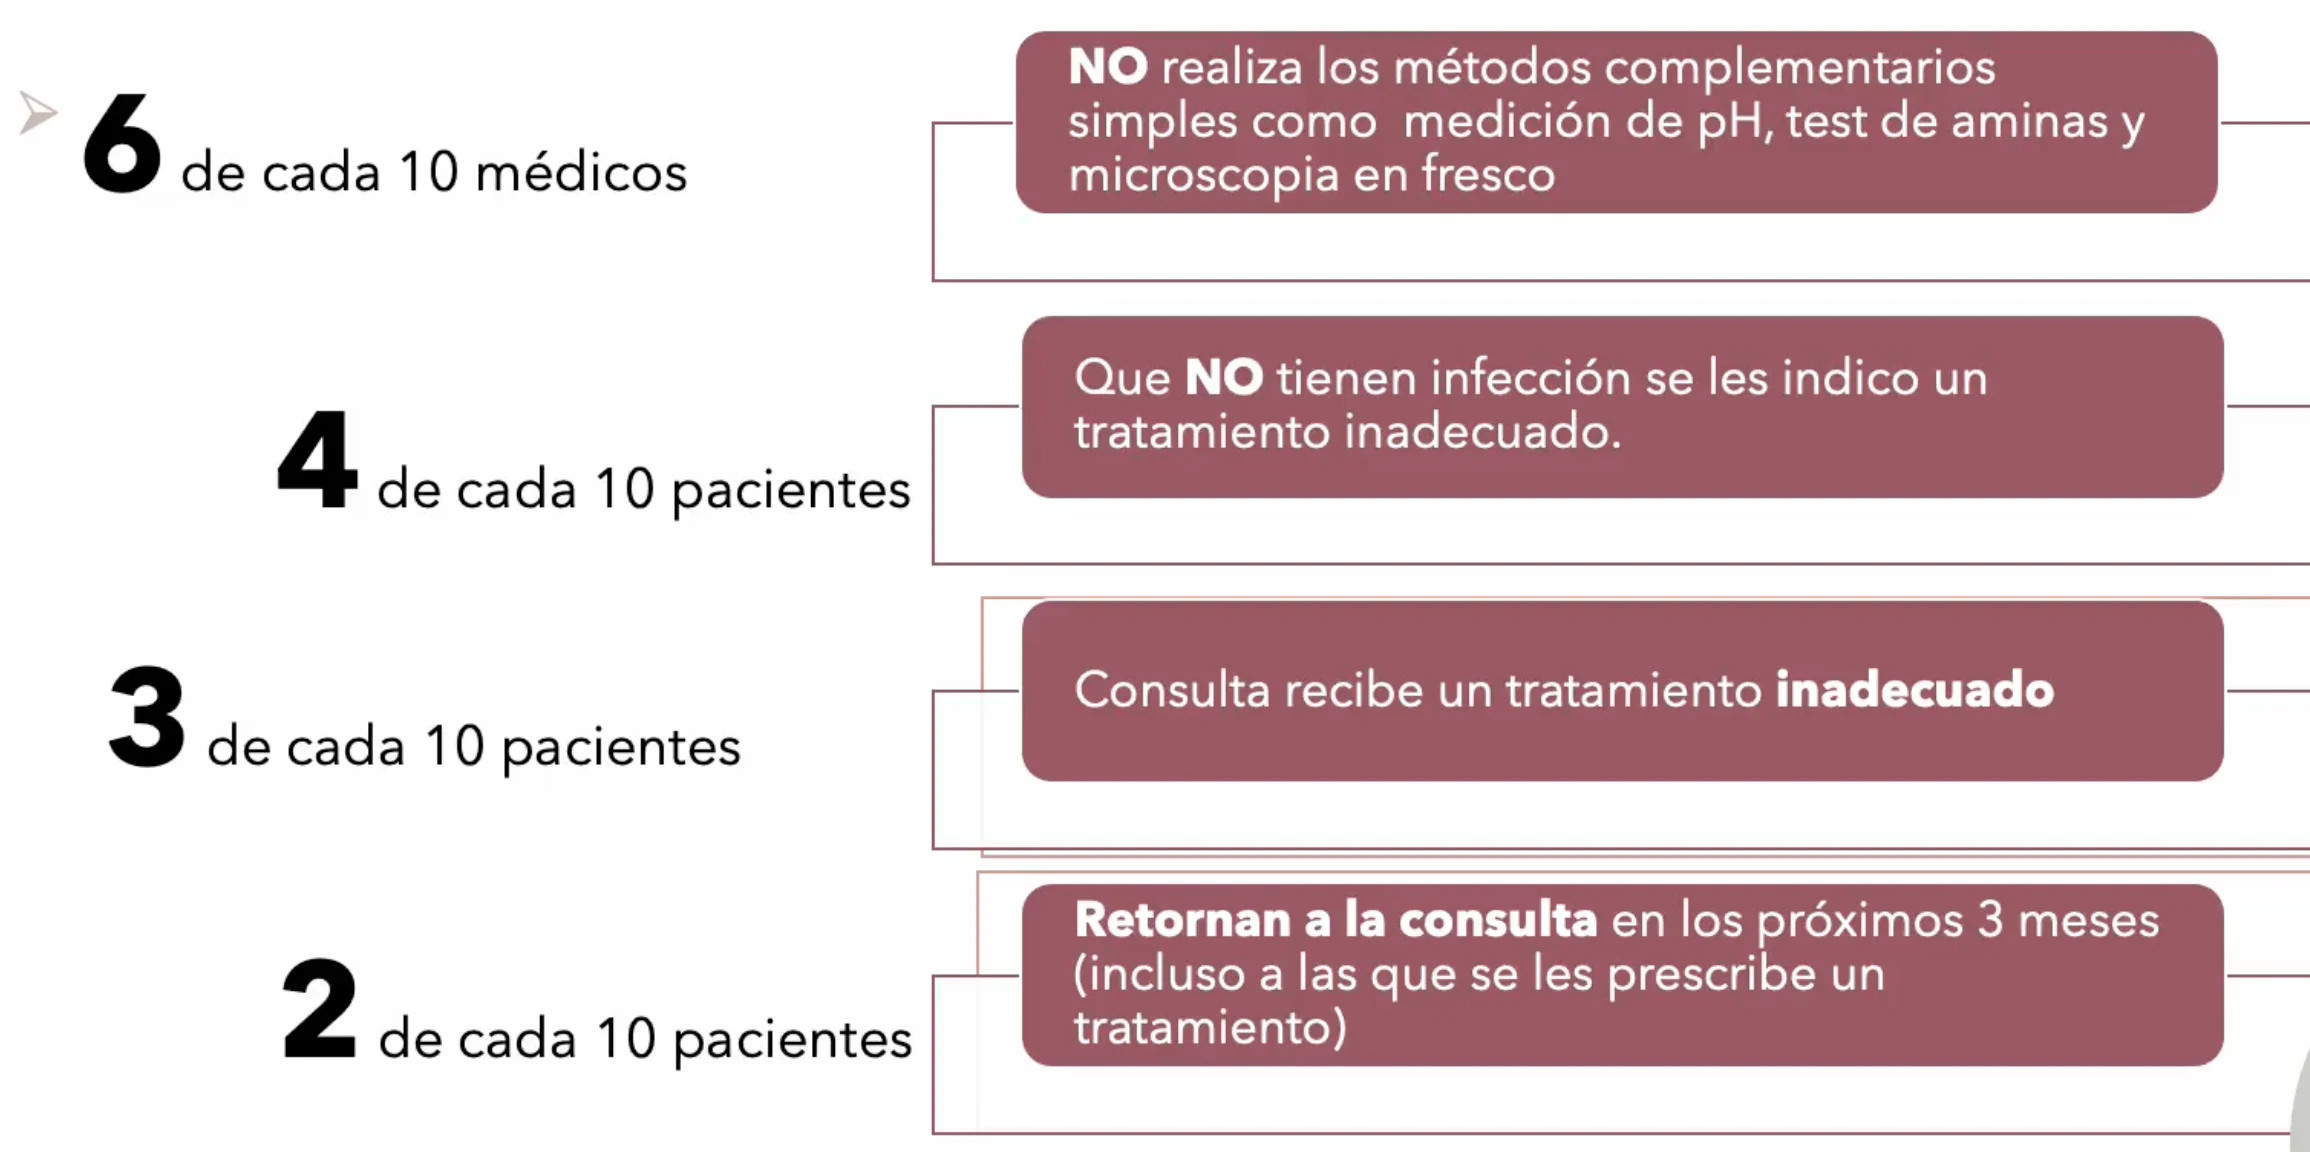 6 de cada 10 médicos
NO realiza los métodos complementarios
simples como  medición de pH, test de aminas y
microscopia en fresco
4 de cada 10 pacientes
Que NO tienen infección se les indico un
tratamiento inadecuado.
3 de cada 10 pacientes
Consulta recibe un tratamiento inadecuado
2 de cada 10 pacientes
Retornan a la consulta en los próximos 3 meses
(incluso a las que se les prescribe un
tratamiento)